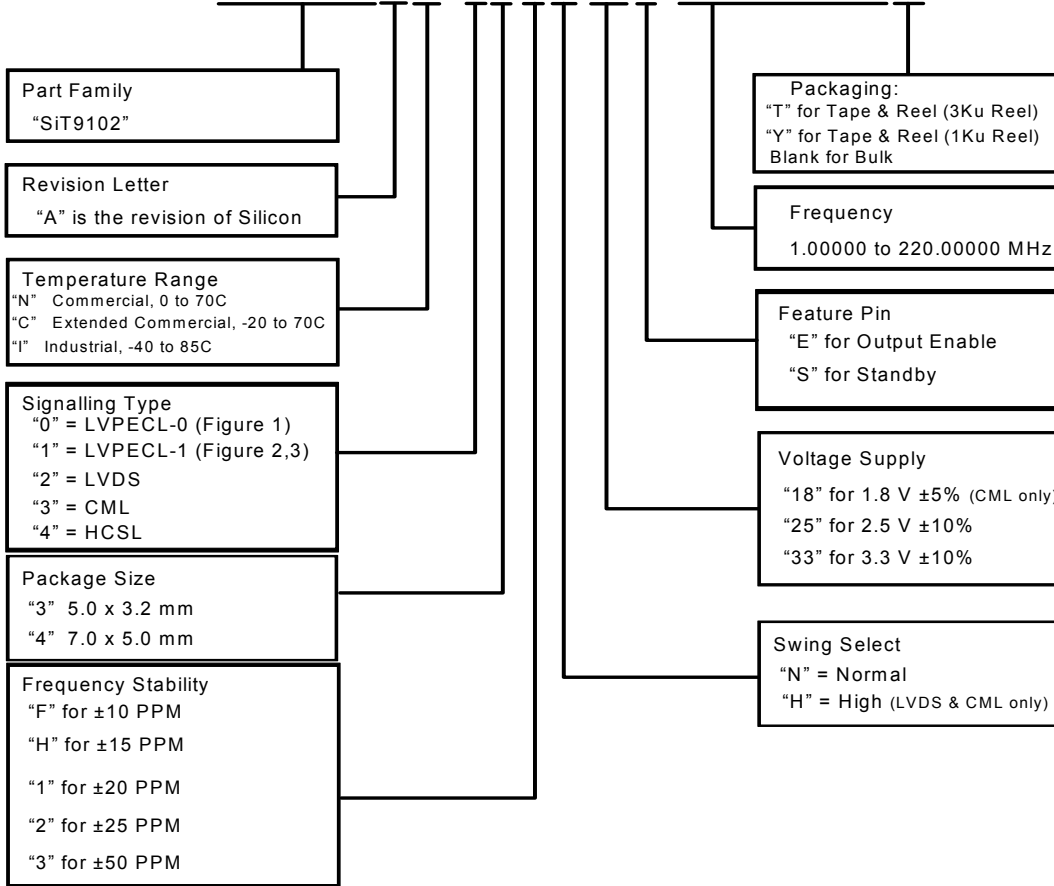 Part Family
“SiT9102”
Revision Letter
“A” is the revision of Silicon
Temperature Range
“N” Commercial, 0 to 70C
“C” Extended Commercial, -20 to 70C
“I” Industrial, -40 to 85C
Signalling Type
“0” = LVPECL-0 (Figure 1)
“1” = LVPECL-1 (Figure 2,3)
“2” = LVDS
“3” = CML
“4” = HCSL
Package Size
“3” 5.0 x 3.2 mm
“4” 7.0 x 5.0 mm
Frequency Stability
“F” for ±10 PPM
“H” for ±15 PPM
“1” for ±20 PPM
“2” for ±25 PPM
“3” for ±50 PPM
Packaging:
“T” for Tape & Reel (3Ku Reel)
“Y” for Tape & Reel (1Ku Reel)
Blank for Bulk
Frequency
1.00000 to 220.00000 MHz
Feature Pin
“E” for Output Enable
“S” for Standby
Voltage Supply
“18” for 1.8 V ±5% (CML only)
“25” for 2.5 V ±10%
“33” for 3.3 V ±10%
Swing Select
“N” = Normal
“H” = High (LVDS & CML only)